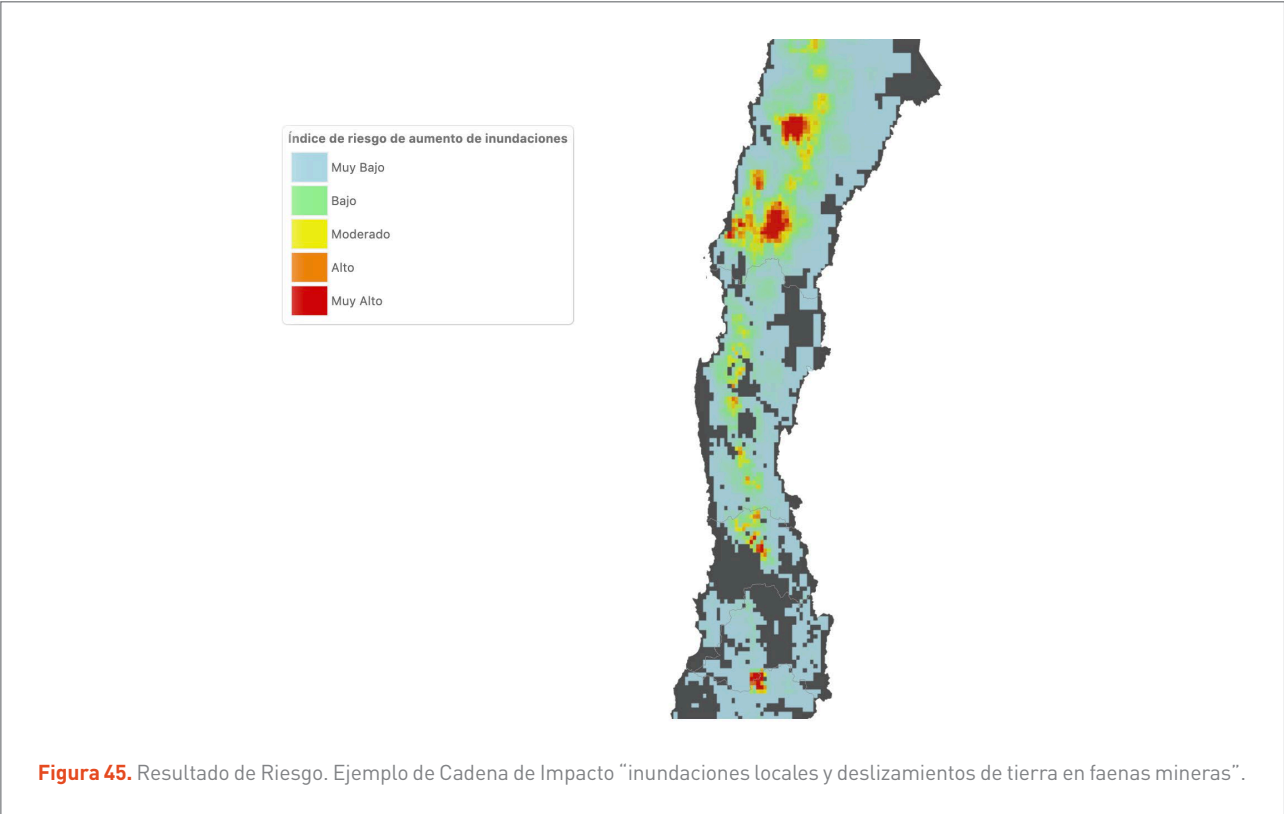 Índice de riesgo de aumento de inundaciones
Muy Bajo
Bajo
Moderado
Alto
Muy Alto
Figura 45. Resultado de Riesgo. Ejemplo de Cadena de Impacto “inundaciones locales y deslizamientos de tierra en faenas mineras”.